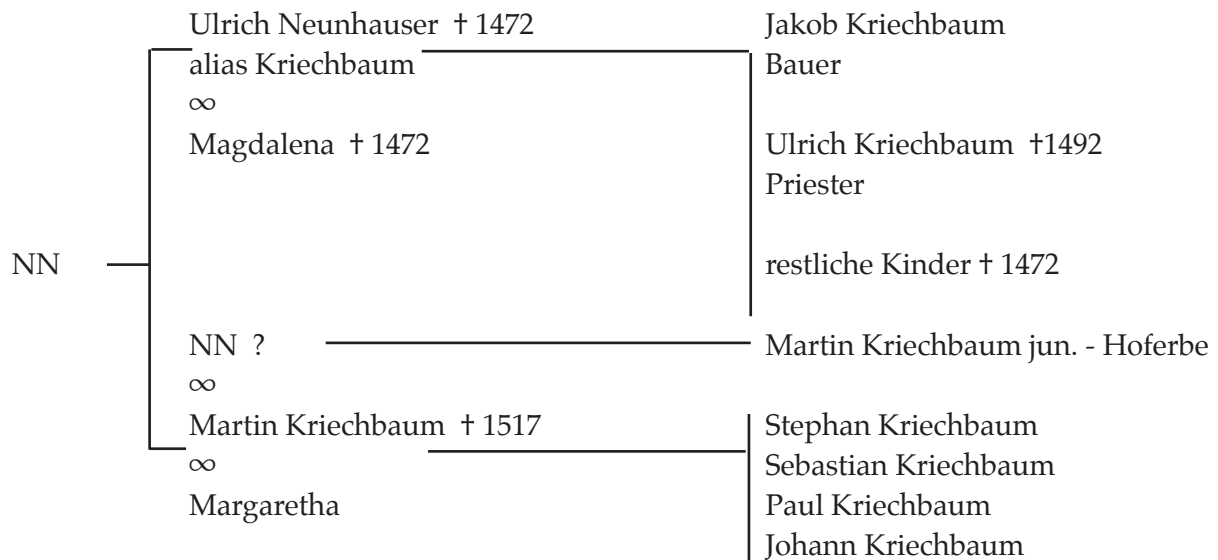 Ulrich Neunhauser † 1472
alias Kriechbaum
∞
Magdalena † 1472
Jakob Kriechbaum
Bauer
Ulrich Kriechbaum †1492
Priester
restliche Kinder † 1472
NN
NN ?
∞
Martin Kriechbaum † 1517
∞
Margaretha
Martin Kriechbaum jun. - Hoferbe
Stephan Kriechbaum
Sebastian Kriechbaum
Paul Kriechbaum
Johann Kriechbaum